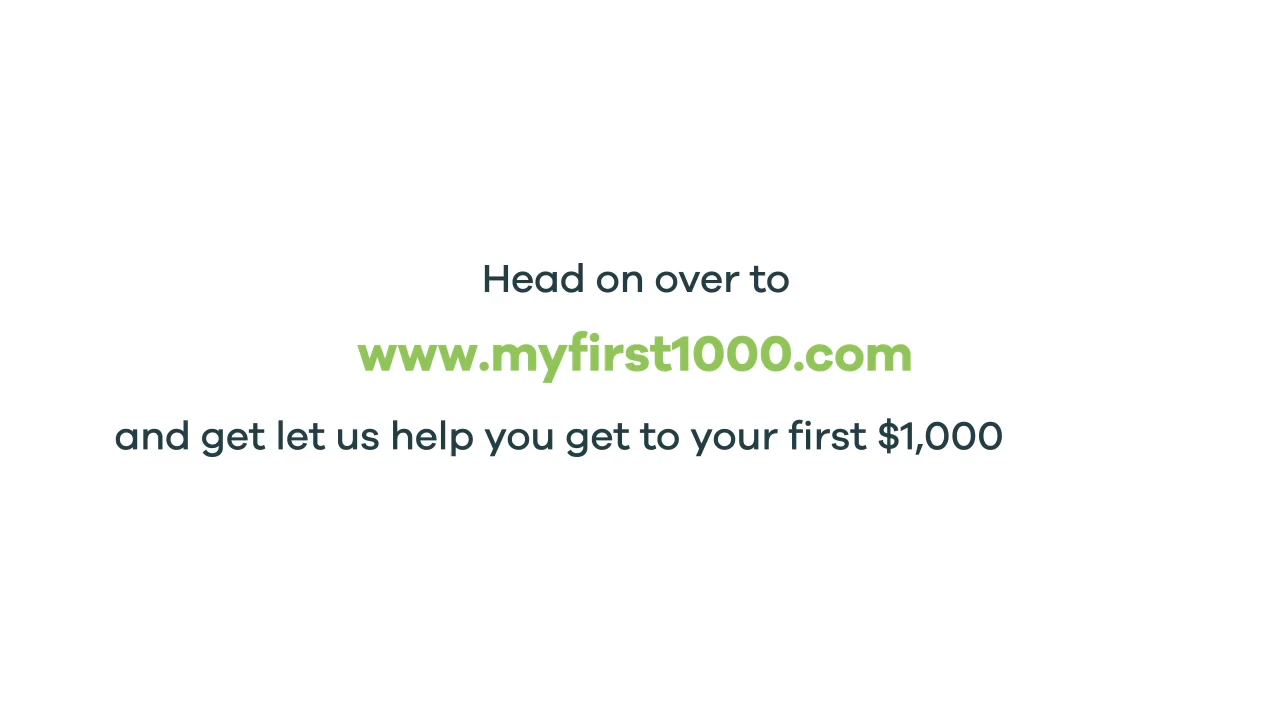 Head on over to
www.myfirst1000.com
and get let us help you get to your first $1,000